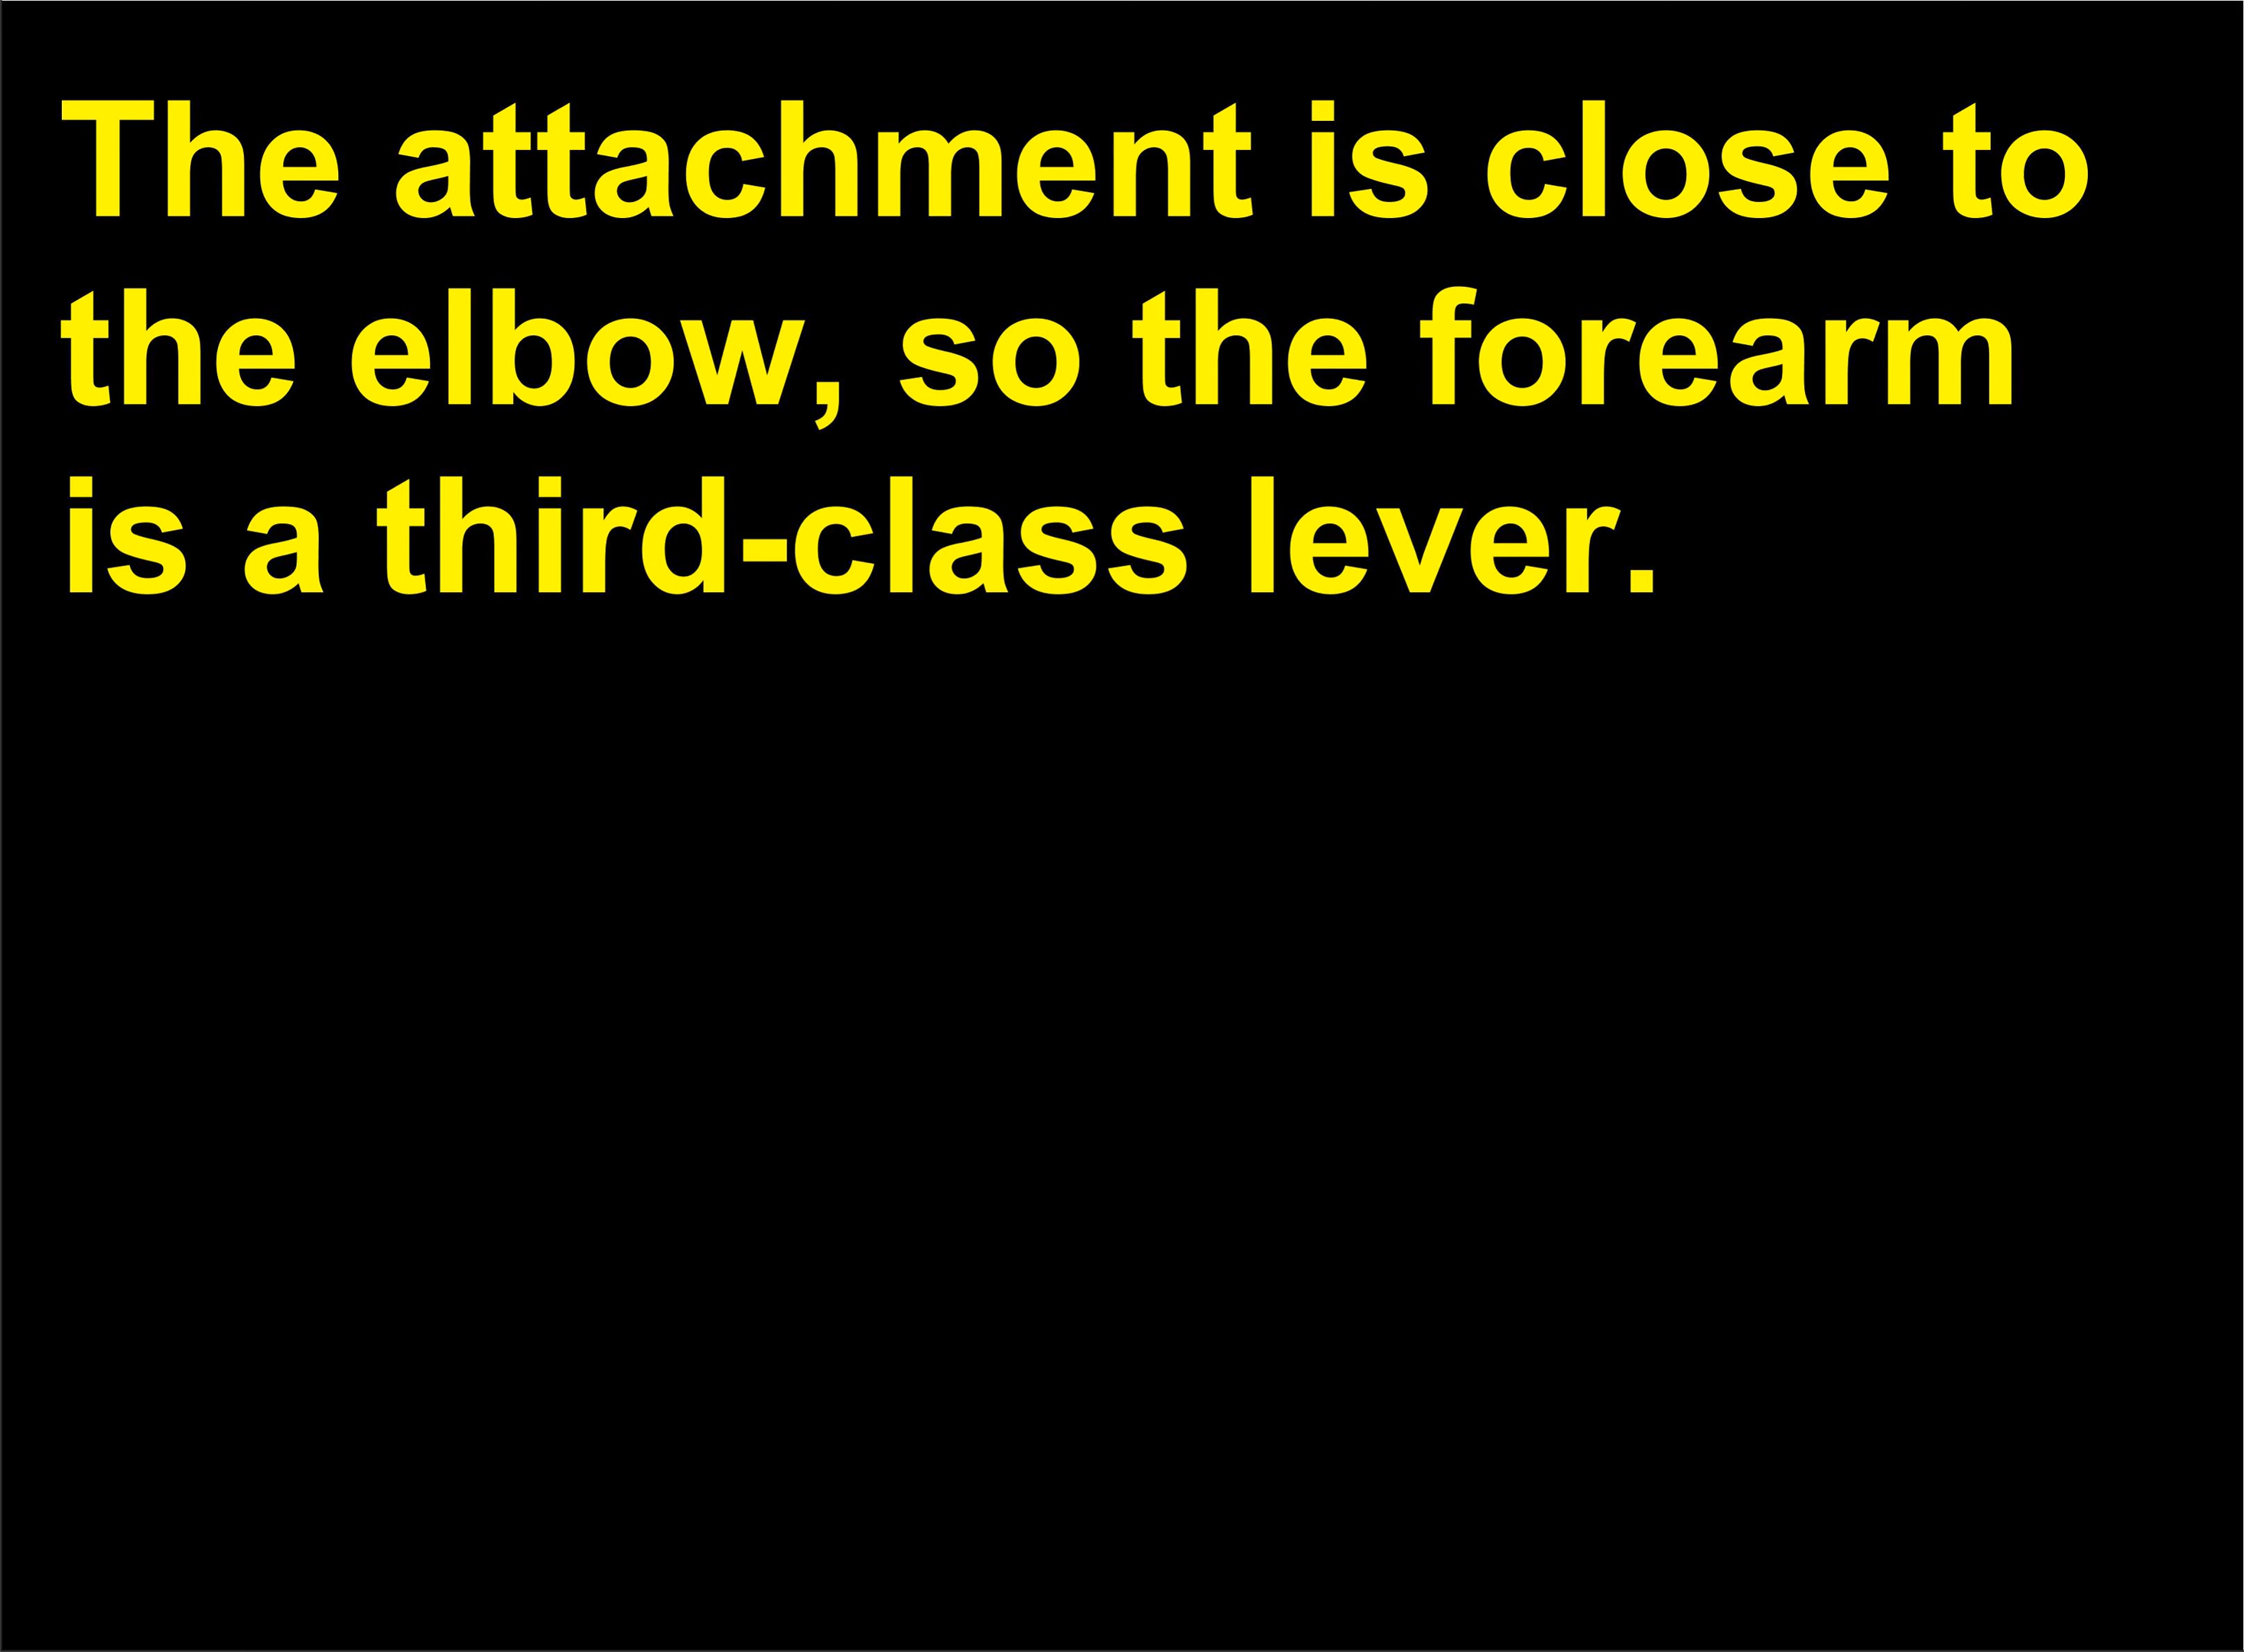 The attachment is close to
the elbow, so the forearm
is a third-class lever.